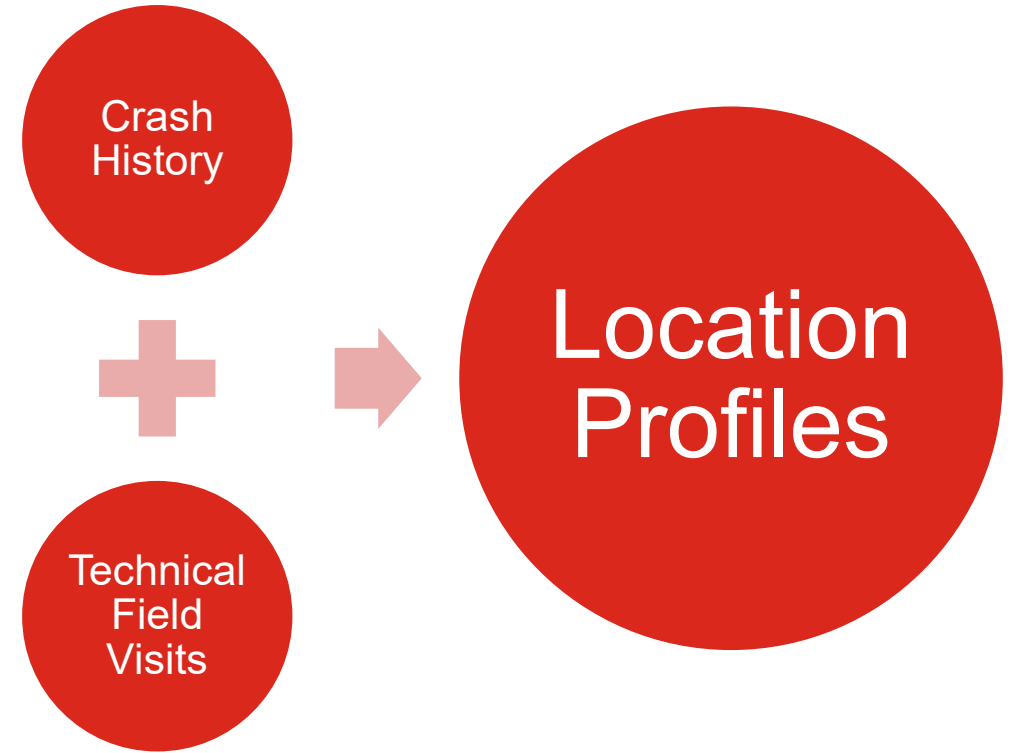 Crash
History
Technical
Field
Visits
Location
Profiles